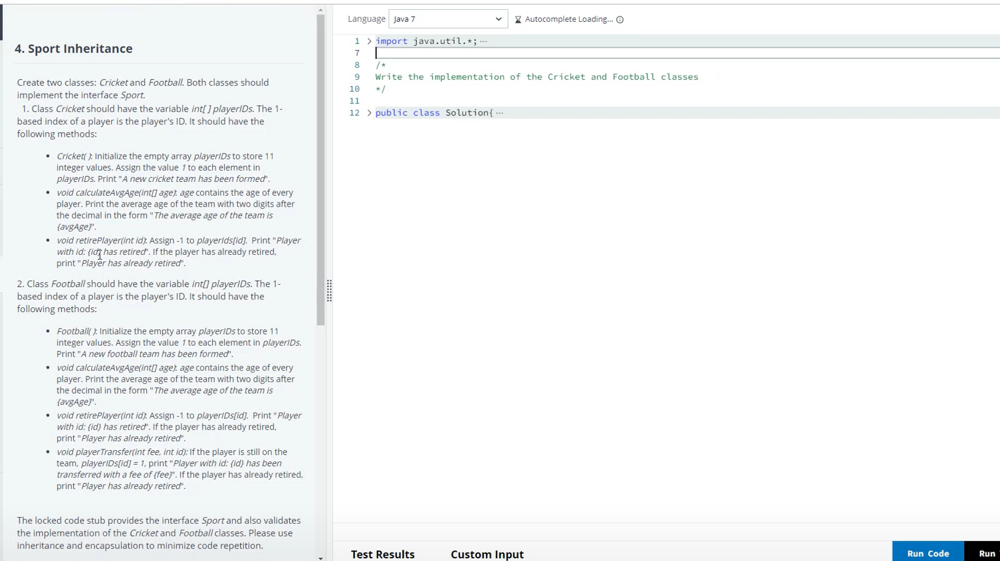 Language
Java 7
Autocomplete Loading...
4. Sport Inheritance
Create two classes: Cricket and Football. Both classes should
implement the interface Sport.
1. Class Cricket should have the variable int[ ] playerIDs. The 1-
based index of a player is the player's ID. It should have the
following methods:
• Cricket( ): Initialize the empty array playerIDs to store 11
integer values. Assign the value 1 to each element in
playerIDs. Print "A new cricket team has been formed".
• void calculateAvgAge(int[] age): age contains the age of every
player. Print the average age of the team with two digits after
the decimal in the form "The average age of the team is
{avgAge}".
• void retirePlayer(int id): Assign -1 to playerIds[id]. Print "Player
with id: {id} has retired". If the player has already retired,
print "Player has already retired".
2. Class Football should have the variable int[] playerIDs. The 1-
based index of a player is the player's ID. It should have the
following methods:
• Football( ): Initialize the empty array playerIDs to store 11
integer values. Assign the value 1 to each element in playerIDs.
Print "A new football team has been formed".
• void calculateAvgAge(int[] age): age contains the age of every
player. Print the average age of the team with two digits after
the decimal in the form "The average age of the team is
{avgAge}".
• void retirePlayer(int id): Assign -1 to playerIDs[id]. Print "Player
with id: {id} has retired". If the player has already retired,
print "Player has already retired".
• void playerTransfer(int fee, int id): If the player is still on the
team, playerIDs[id] = 1, print "Player with id: {id} has been
transferred with a fee of {fee}". If the player has already retired,
print "Player has already retired".
The locked code stub provides the interface Sport and also validates
the implementation of the Cricket and Football classes. Please use
inheritance and encapsulation to minimize code repetition.
1 import java.util.*; ...
7
8 /*
9 Write the implementation of the Cricket and Football classes
10 */
11
12 public class Solution{ ...
Test Results
Custom Input
Run Code
Run